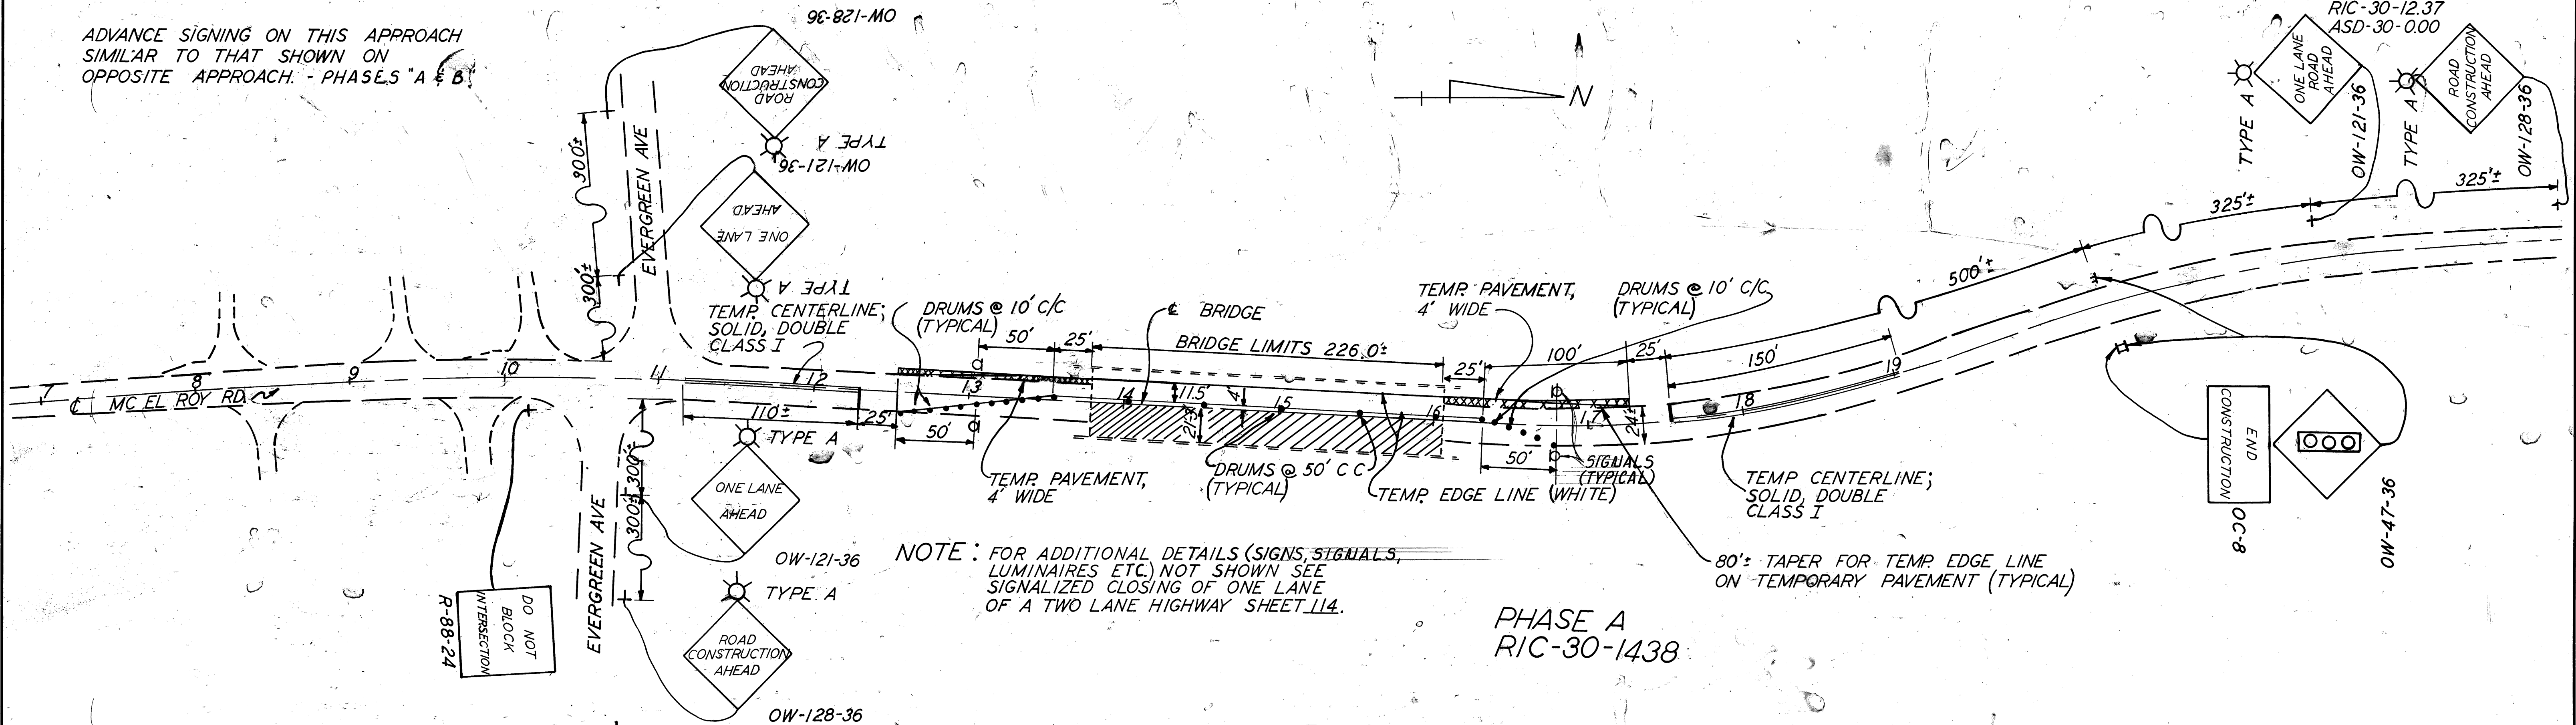 ADVANCE SIGNING ON THIS APPROACH
SIMILAR TO THAT SHOWN ON
OPPOSITE APPROACH. - PHASES "A & B"
OW-128-36
ROAD
CONSTRUCTION
AHEAD
TYPE A
OW-121-36
ONE LANE
AHEAD
TYPE A
300'±
300'±
EVERGREEN AVE
N
RIC-30-12.37
ASD-30-0.00
ONE LANE
ROAD
AHEAD
TYPE A
OW-121-36
ROAD
CONSTRUCTION
AHEAD
TYPE A
OW-128-36
325'±
325'±
500'±
150'
TEMP. CENTERLINE;
SOLID, DOUBLE
CLASS I
DRUMS @ 10' C/C
(TYPICAL)
50'
25'
℄ BRIDGE
BRIDGE LIMITS 226.0'±
TEMP. PAVEMENT,
4' WIDE
DRUMS @ 10' C/C
(TYPICAL)
25'
100'
25'
7
8
9
10
11
12
13
14
15
16
17
18
19
℄ MC EL ROY RD.
110'±
25'
50'
11.5'
4'
24'±
50'
TYPE A
ONE LANE
AHEAD
OW-121-36
300'±
300'±
EVERGREEN AVE
TYPE A
ROAD
CONSTRUCTION
AHEAD
OW-128-36
DO NOT
BLOCK
INTERSECTION
R-88-24
TEMP. PAVEMENT,
4' WIDE
DRUMS @ 50' C C
(TYPICAL)
TEMP. EDGE LINE (WHITE)
SIGNALS
(TYPICAL)
TEMP CENTERLINE;
SOLID, DOUBLE
CLASS I
80'± TAPER FOR TEMP. EDGE LINE
ON TEMPORARY PAVEMENT (TYPICAL)
NOTE: FOR ADDITIONAL DETAILS (SIGNS, SIGNALS,
LUMINAIRES ETC.) NOT SHOWN SEE
SIGNALIZED CLOSING OF ONE LANE
OF A TWO LANE HIGHWAY SHEET 114.
PHASE A
RIC-30-1438
END
CONSTRUCTION
OC-8
OW-47-36